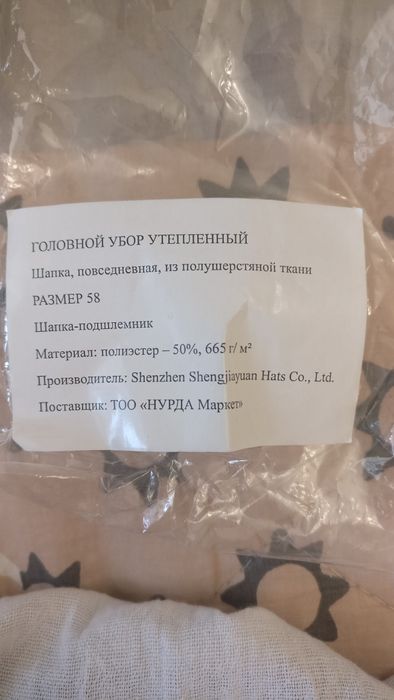 ГОЛОВНОЙ УБОР УТЕПЛЕННЫЙ
Шапка, повседневная, из полушерстяной ткани
РАЗМЕР 58
Шапка-подшлемник
Материал: полиэстер – 50%, 665 г/ м²
Производитель: Shenzhen Shengjiayuan Hats Co., Ltd.
Поставщик: ТОО «НУРДА Маркет»